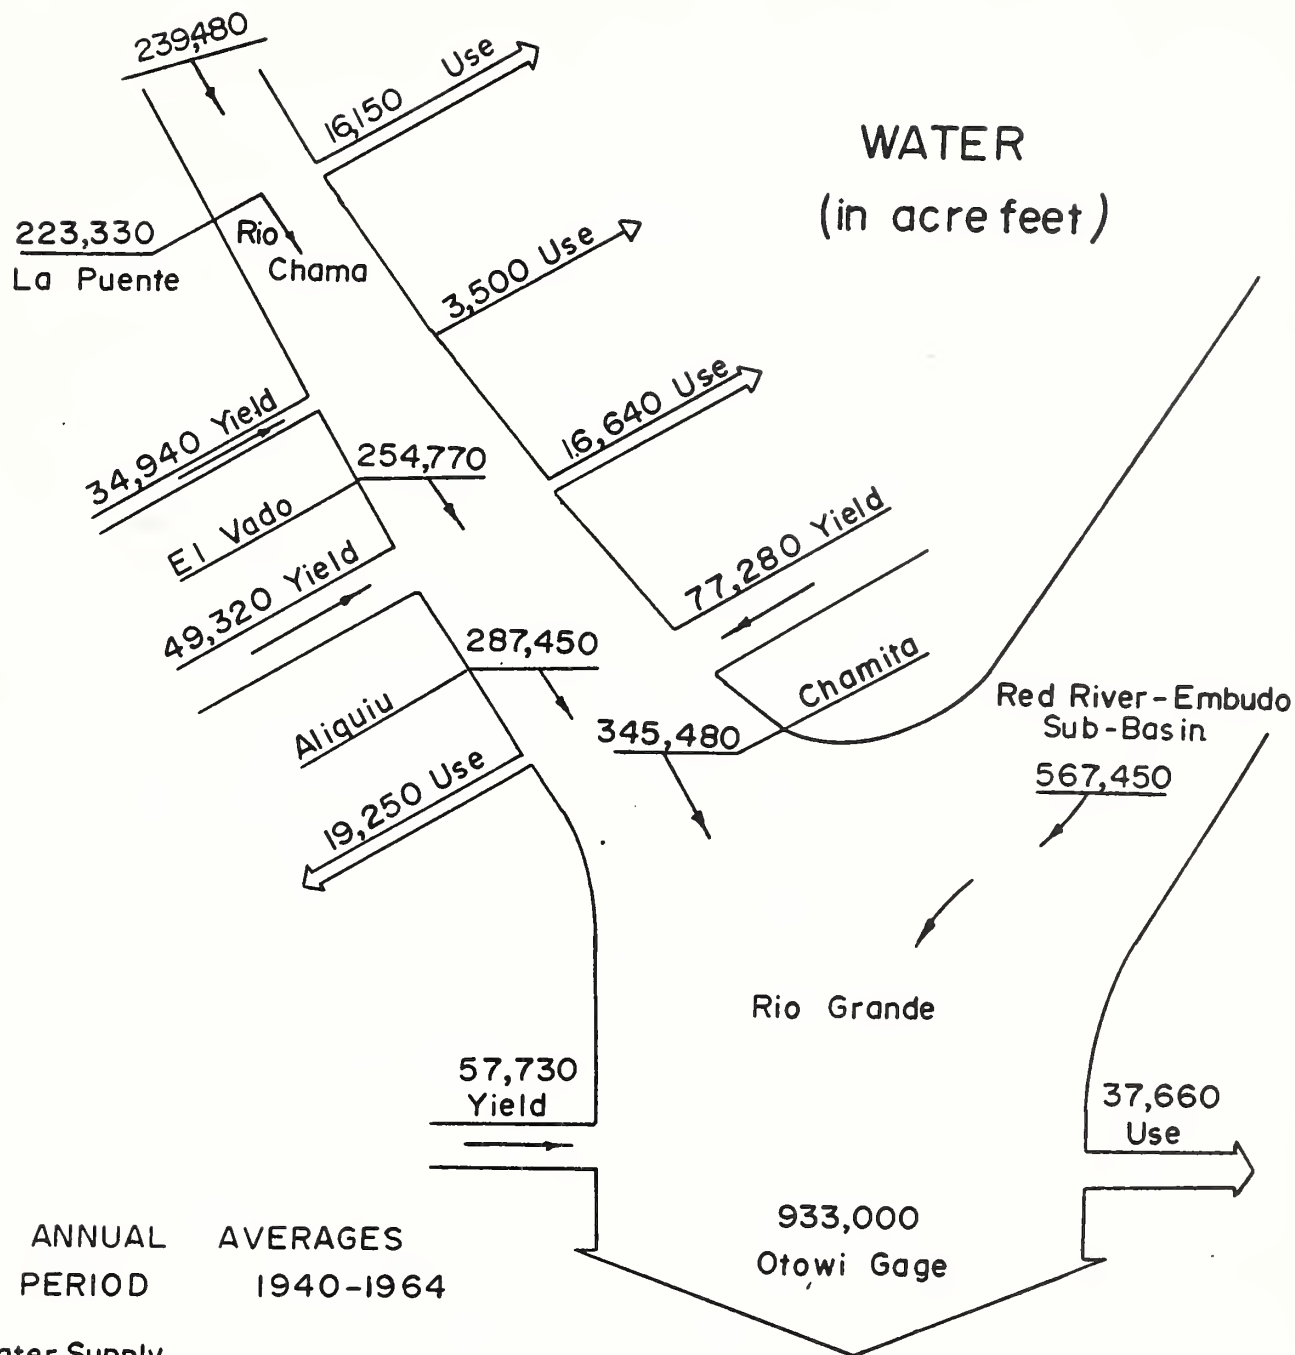 239,480
16,150 Use
WATER
(in acre feet)
223,330
La Puente
Rio
Chama
3,500 Use
34,940 Yield
16,640 Use
254,770
El Vado
49,320 Yield
77,280 Yield
287,450
Aliquiu
Chamita
345,480
Red River-Embudo
Sub-Basin
567,450
19,250 Use
Rio Grande
57,730
Yield
37,660
Use
933,000
Otowi Gage
ANNUAL AVERAGES
PERIOD 1940-1964
ater Supply